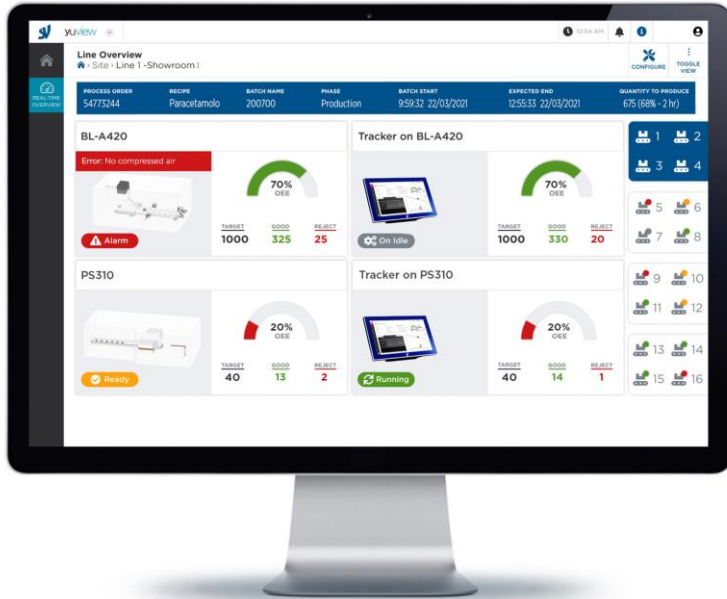 yuview
10:54 AM
Line Overview
Site › Line 1 -Showroom
CONFIGURE
TOGGLE VIEW
REAL-TIME OVERVIEW
PROCESS ORDER RECIPE BATCH NAME PHASE BATCH START EXPECTED END QUANTITY TO PRODUCE
54773244 Paracetamolo 200700 Production 9:59:32 22/03/2021 12:55:33 22/03/2021 675 (68% - 2 hr)
BL-A420
Error: No compressed air
70%
OEE
TARGET GOOD REJECT
1000 325 25
Alarm
Tracker on BL-A420
70%
OEE
TARGET GOOD REJECT
1000 330 20
On Idle
PS310
20%
OEE
TARGET GOOD REJECT
40 13 2
Ready
Tracker on PS310
20%
OEE
TARGET GOOD REJECT
40 14 1
Running
1 2
3 4
5 6
7 8
9 10
11 12
13 14
15 16